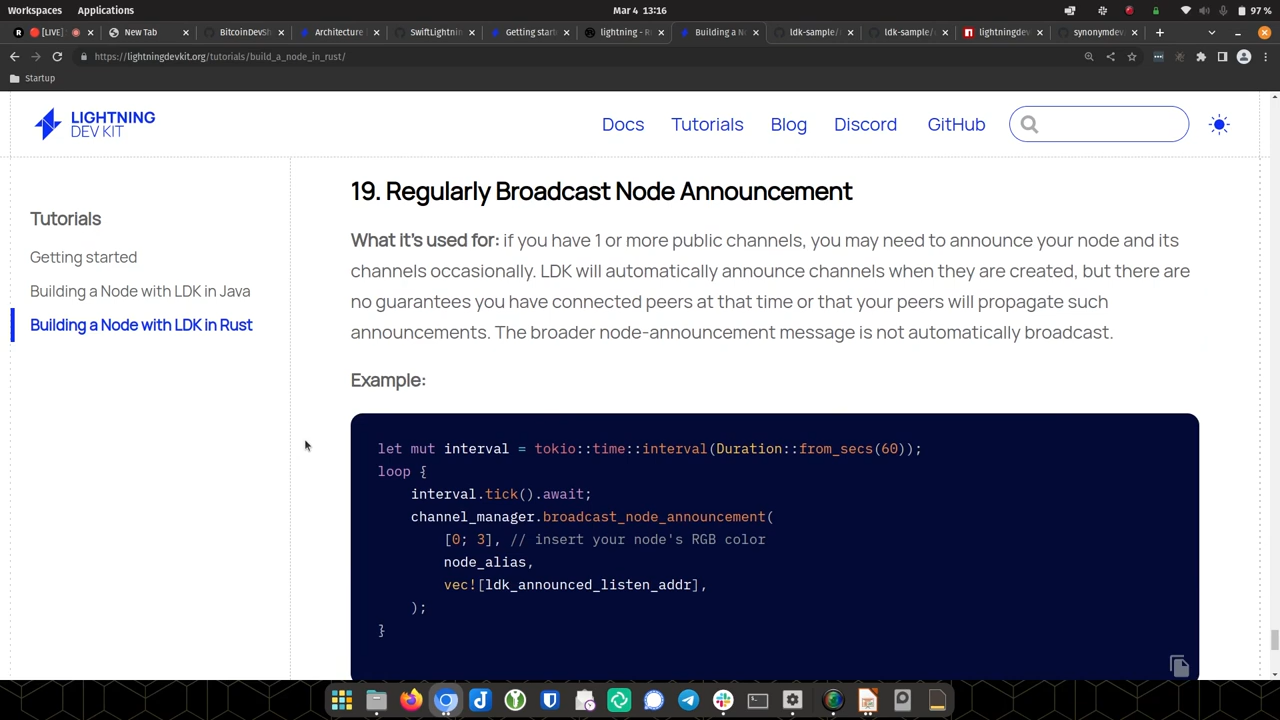 Workspaces Applications Mar 4 13:16 97 %
[LIVE] New Tab BitcoinDevSh Architecture SwiftLightnin Getting starte lightning - Ru Building a No ldk-sample/ ldk-sample/ lightningdev synonymdev
https://lightningdevkit.org/tutorials/build_a_node_in_rust/
Startup
LIGHTNING
DEV KIT
Docs Tutorials Blog Discord GitHub
Tutorials
Getting started
Building a Node with LDK in Java
Building a Node with LDK in Rust
19. Regularly Broadcast Node Announcement
What it's used for: if you have 1 or more public channels, you may need to announce your node and its
channels occasionally. LDK will automatically announce channels when they are created, but there are
no guarantees you have connected peers at that time or that your peers will propagate such
announcements. The broader node-announcement message is not automatically broadcast.
Example:
let mut interval = tokio::time::interval(Duration::from_secs(60));
loop {
interval.tick().await;
channel_manager.broadcast_node_announcement(
[0; 3], // insert your node's RGB color
node_alias,
vec![ldk_announced_listen_addr],
);
}